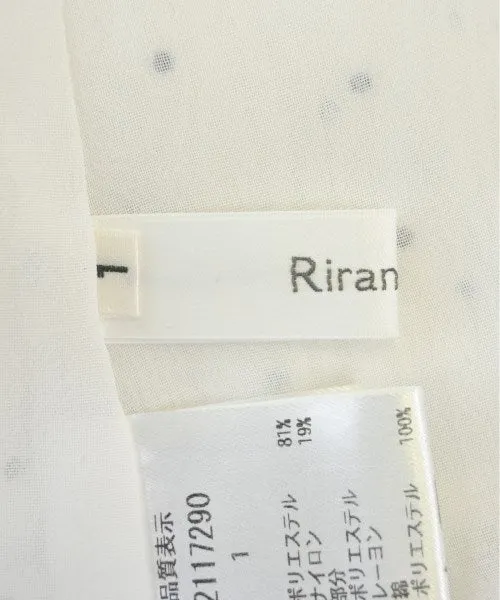 1
Riran
品質表示
2117290
1
ポリエステル 81%
ナイロン 19%
部分
ポリエステル
レーヨン
綿
ポリエステル 100%